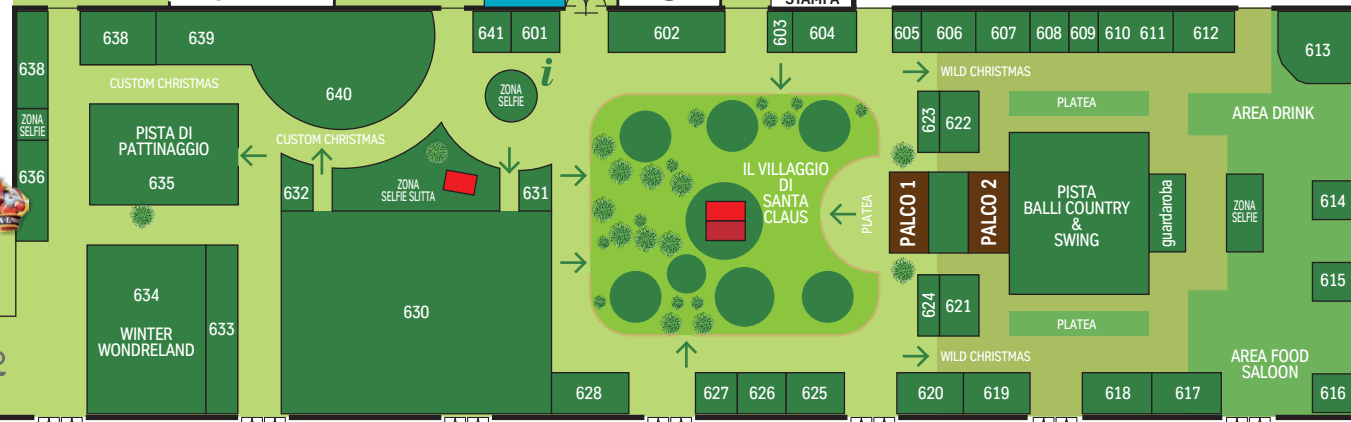 STAMPA
638
639
641
601
602
603
604
605
606
607
608
609
610
611
612
613
638
CUSTOM CHRISTMAS
640
ZONA
SELFIE
i
WILD CHRISTMAS
PLATEA
AREA DRINK
ZONA
SELFIE
PISTA DI
PATTINAGGIO
635
CUSTOM CHRISTMAS
623
622
636
632
ZONA
SELFIE SLITTA
631
IL VILLAGGIO
DI
SANTA
CLAUS
PLATEA
PALCO 1
PALCO 2
PISTA
BALLI COUNTRY
&
SWING
guardaroba
ZONA
SELFIE
614
634
WINTER
WONDRELAND
633
630
624
621
615
PLATEA
WILD CHRISTMAS
AREA FOOD
SALOON
628
627
626
625
620
619
618
617
616